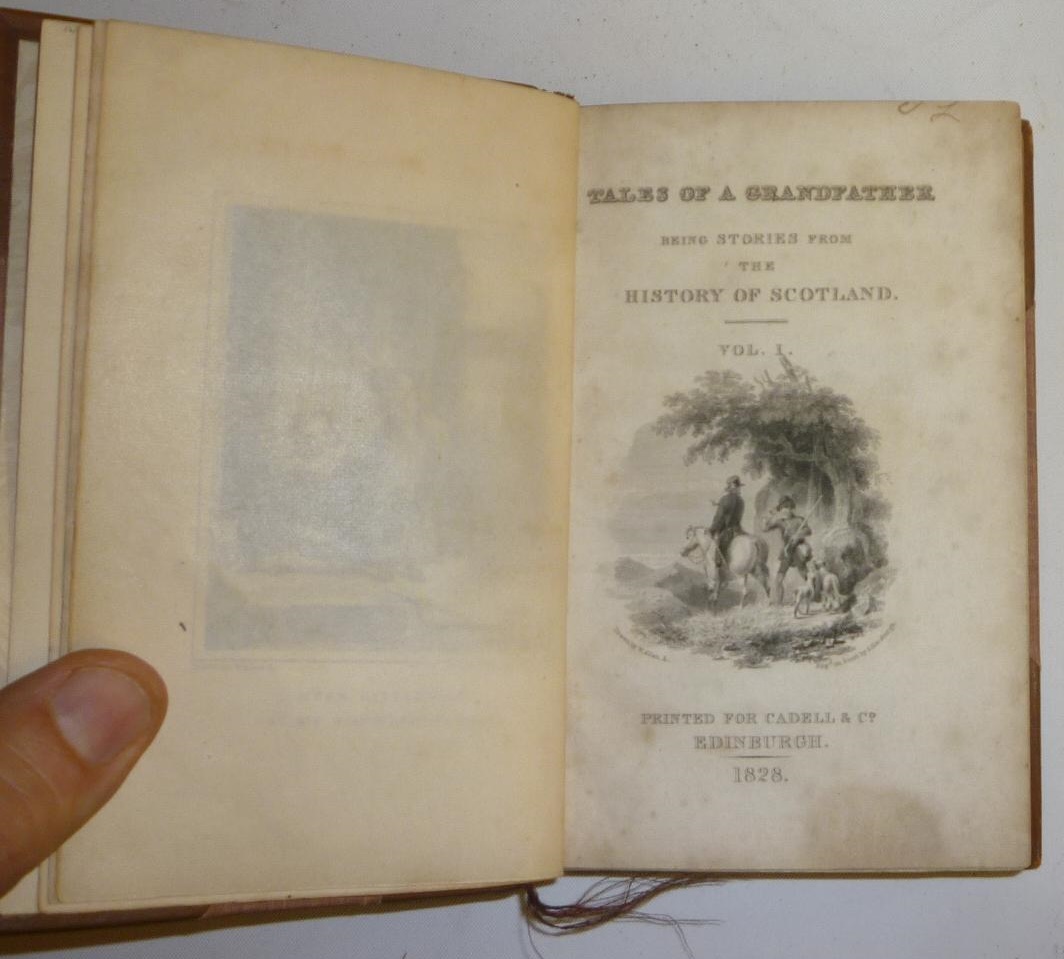 TALES OF A GRANDFATHER
BEING STORIES FROM
THE
HISTORY OF SCOTLAND.
VOL. I.
PRINTED FOR CADELL & Cº
EDINBURGH.
1828.